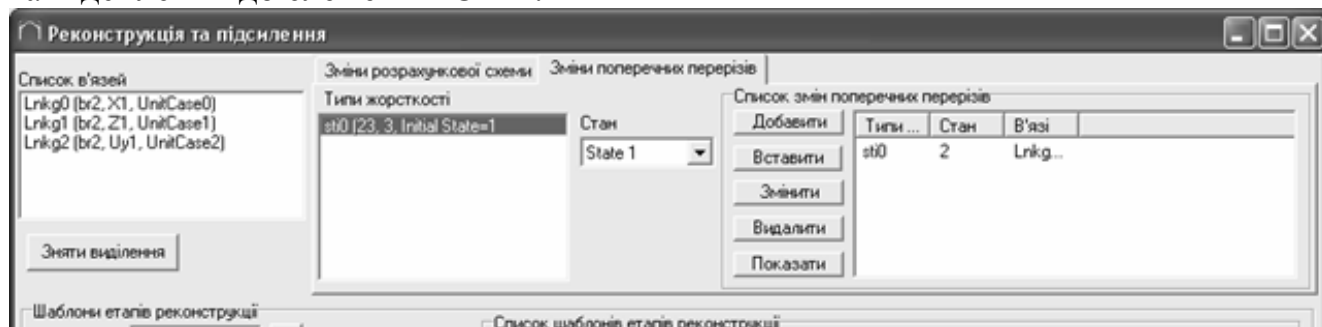 Реконструкція та підсилення
Список в'язей
Lnkg0 (br2, X1, UnitCase0)
Lnkg1 (br2, Z1, UnitCase1)
Lnkg2 (br2, Uy1, UnitCase2)
Зняти виділення
Зміни розрахункової схеми
Зміни поперечних перерізів
Типи жорсткості
sti0 (23, 3, Initial State=1
Стан
State 1
Список змін поперечних перерізів
Добавити
Вставити
Змінити
Видалити
Показати
Типи ... Стан В'язі
sti0 2 Lnkg...
Шаблони етапів реконструкції
Список шаблонів етапів реконструкції